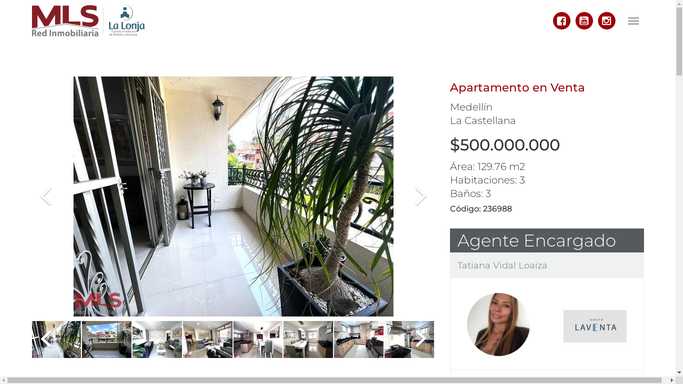 MLS
Red Inmobiliaria
La Lonja
Apartamento en Venta
Medellín
La Castellana
$500.000.000
Área: 129.76 m2
Habitaciones: 3
Baños: 3
Código: 236988
MLS
Agente Encargado
Tatiana Vidal Loaiza
LAVENTA